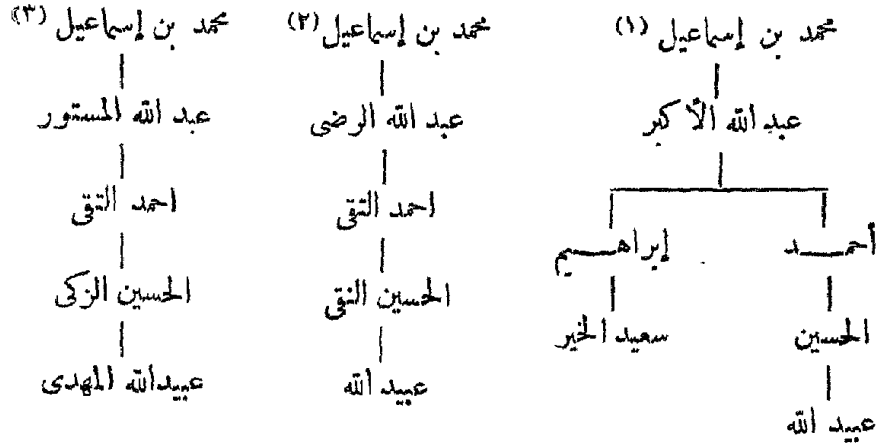 محمد بن إسماعيل (١) محمد بن إسماعيل (٢) محمد بن إسماعيل (٣)
عبد الله الأكبر عبد الله الرضى عبد الله المستور
أحمـــد إبراهـــيم احمد التقى احمد التقى
الحسين سعيد الخير الحسين النقى الحسين الزكى
عبيد الله عبيد الله عبيدالله المهدى